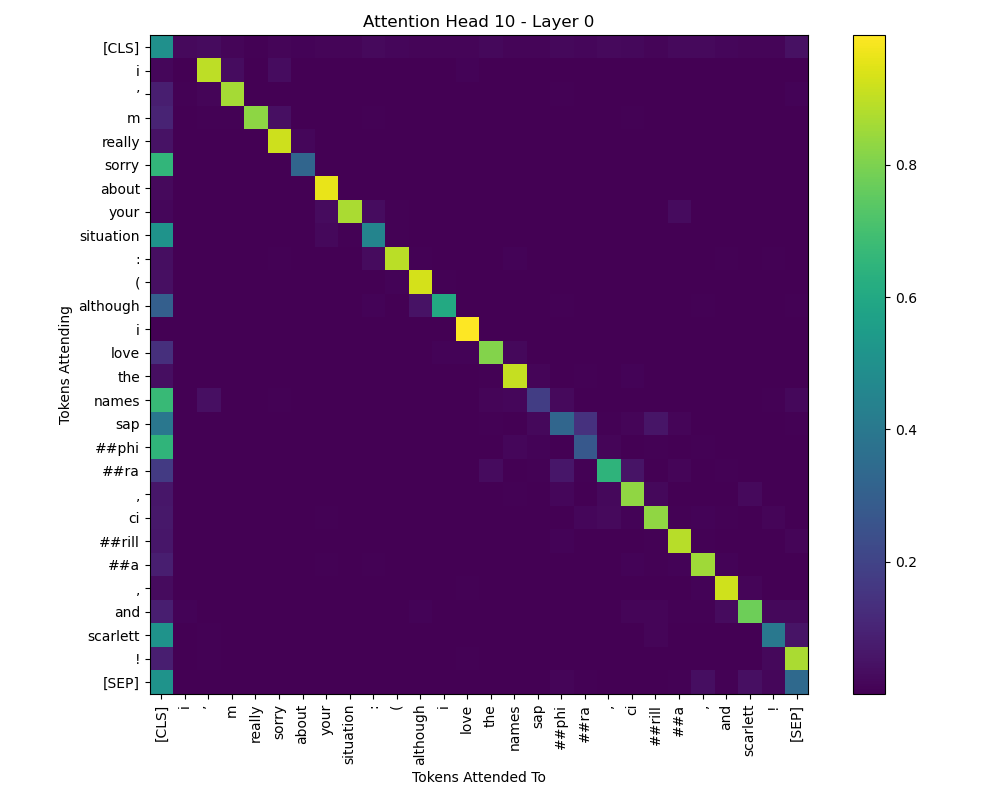 Attention Head 10 - Layer 0
[CLS]
i
’
m
really
sorry
about
your
situation
:
(
although
i
love
the
names
sap
##phi
##ra
,
ci
##rill
##a
,
and
scarlett
!
[SEP]
Tokens Attending
[CLS]
i
’
m
really
sorry
about
your
situation
:
(
although
i
love
the
names
sap
##phi
##ra
,
ci
##rill
##a
,
and
scarlett
!
[SEP]
Tokens Attended To
0.8
0.6
0.4
0.2